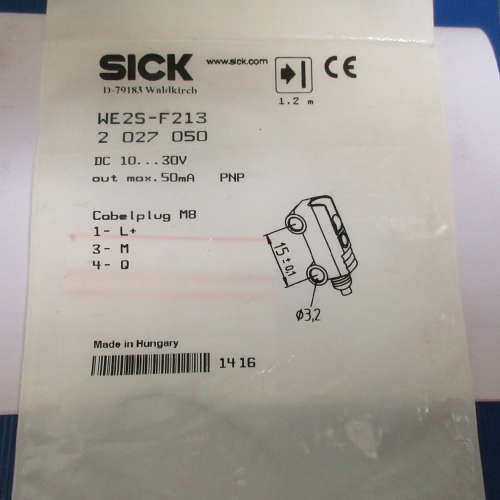 SICK
www.sick.com
CE
D-79183 Waldkirch
1.2 m
WE2S-F213
2 027 050
DC 10...30V
out max.50mA PNP
Cabelplug M8
1- L+
3- M
4- Q
15 ±0,1
Ø3,2
Made in Hungary
1416